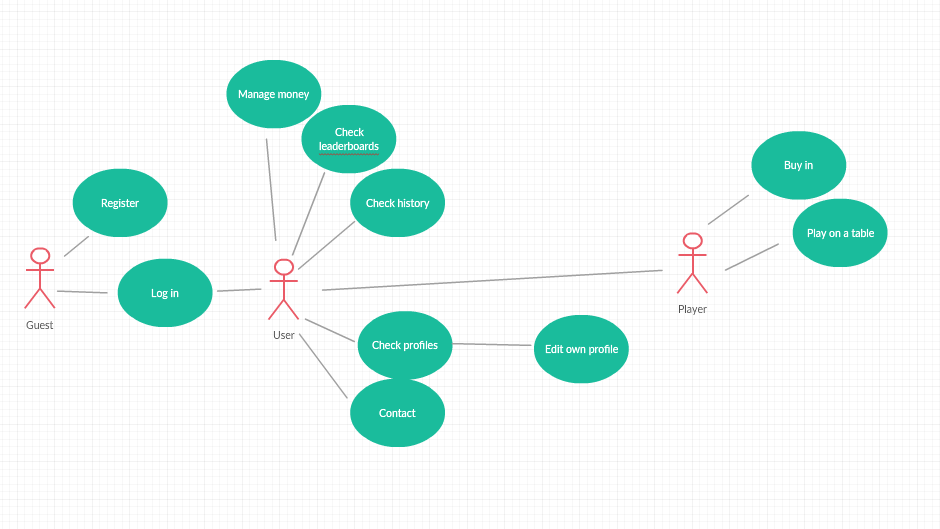 Manage money
Check
leaderboards
Check history
Register
Log in
Guest
User
Check profiles
Edit own profile
Contact
Buy in
Play on a table
Player